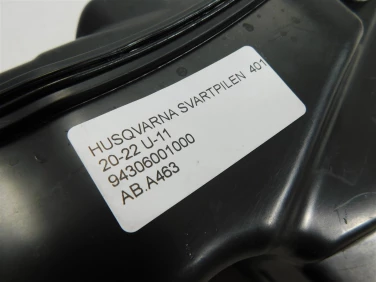 HUSQVARNA SVARTPILEN 401
20-22 U-11
94306001000
AB.A463